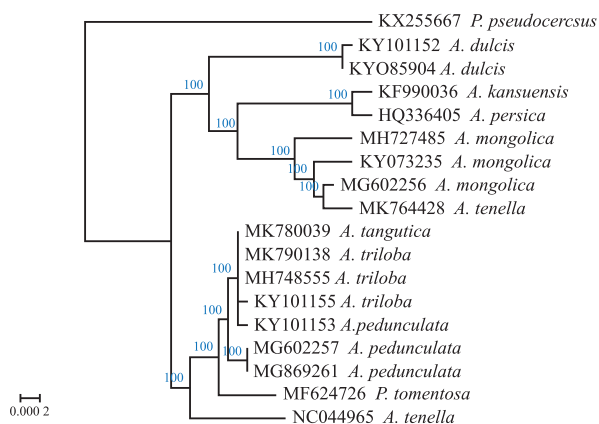 KX255667 P. pseudocercsus
100 KY101152 A. dulcis
KYO85904 A. dulcis
100
100 KF990036 A. kansuensis
HQ336405 A. persica
100
MH727485 A. mongolica
100
KY073235 A. mongolica
100
MG602256 A. mongolica
100
MK764428 A. tenella
MK780039 A. tangutica
MK790138 A. triloba
100
MH748555 A. triloba
KY101155 A. triloba
100
KY101153 A.pedunculata
MG602257 A. pedunculata
100 100
MG869261 A. pedunculata
100
MF624726 P. tomentosa
NC044965 A. tenella
0.000 2